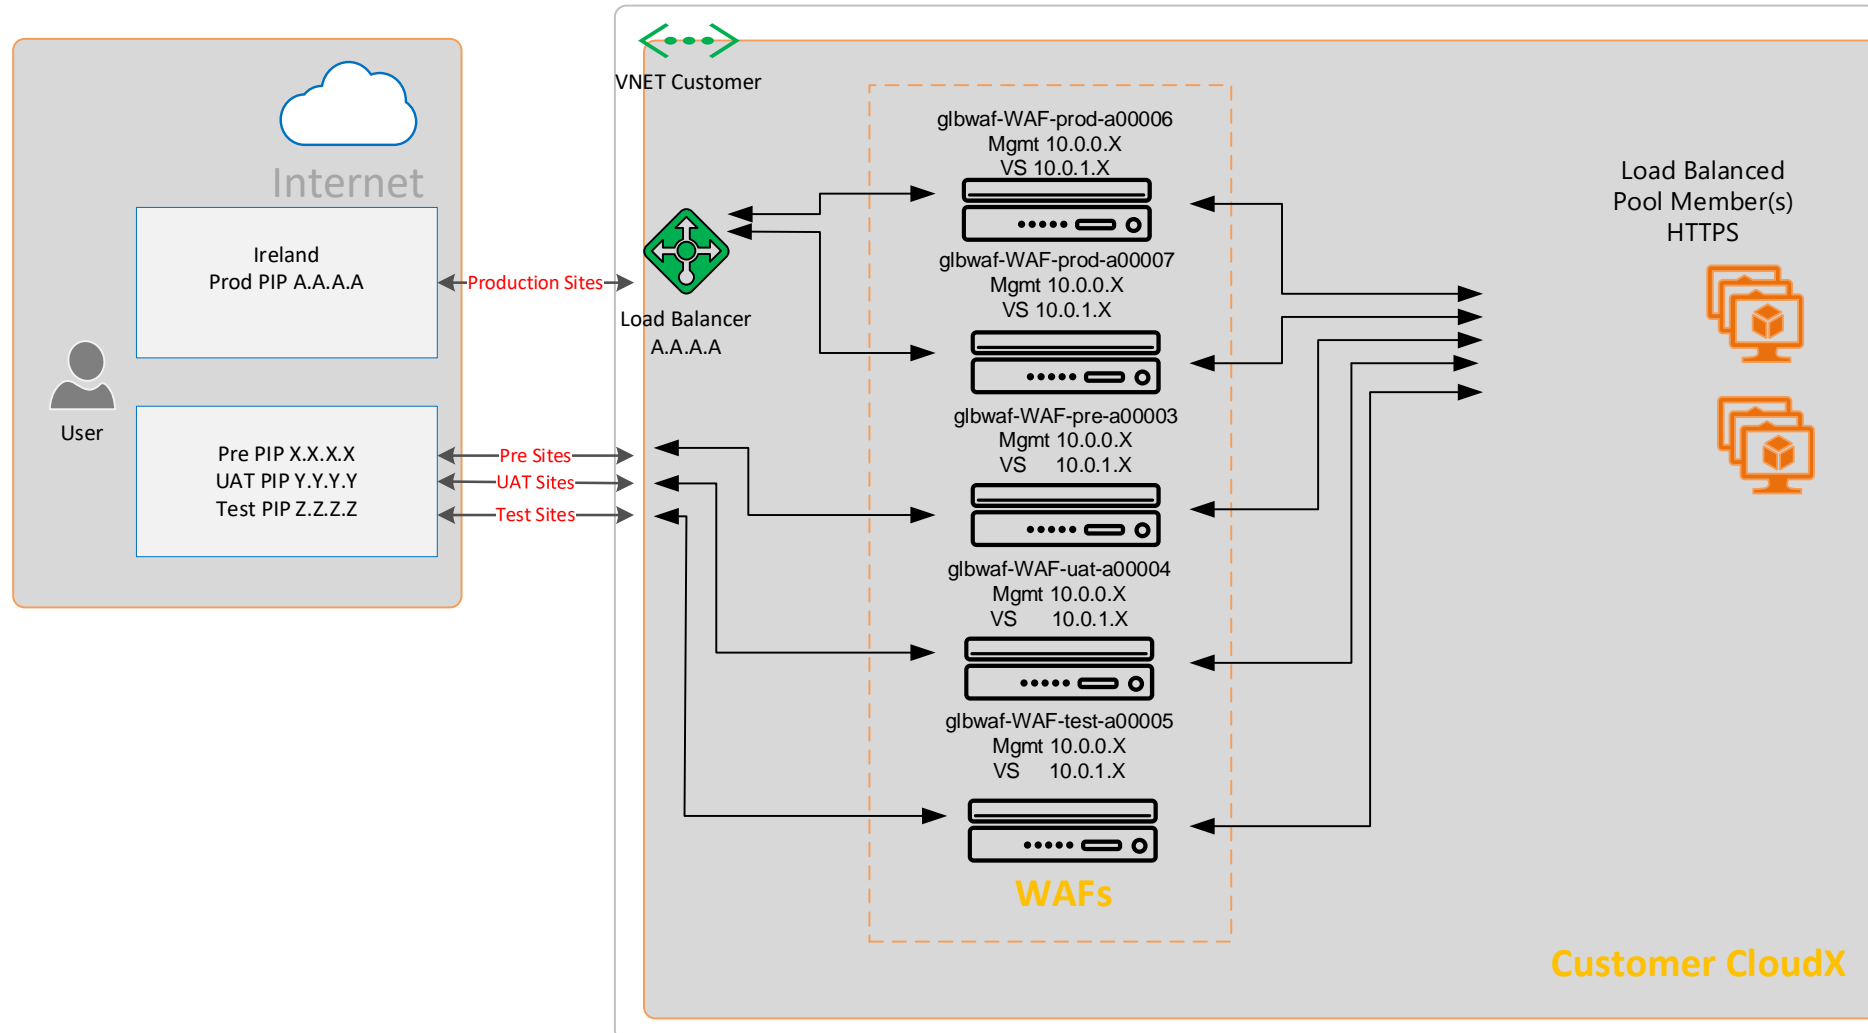 VNET Customer
Internet
Ireland
Prod PIP A.A.A.A
User
Pre PIP X.X.X.X
UAT PIP Y.Y.Y.Y
Test PIP Z.Z.Z.Z
Production Sites
Pre Sites
UAT Sites
Test Sites
Load Balancer
A.A.A.A
glbwaf-WAF-prod-a00006
Mgmt 10.0.0.X
VS 10.0.1.X
glbwaf-WAF-prod-a00007
Mgmt 10.0.0.X
VS 10.0.1.X
glbwaf-WAF-pre-a00003
Mgmt 10.0.0.X
VS 10.0.1.X
glbwaf-WAF-uat-a00004
Mgmt 10.0.0.X
VS 10.0.1.X
glbwaf-WAF-test-a00005
Mgmt 10.0.0.X
VS 10.0.1.X
WAFs
Load Balanced
Pool Member(s)
HTTPS
Customer CloudX